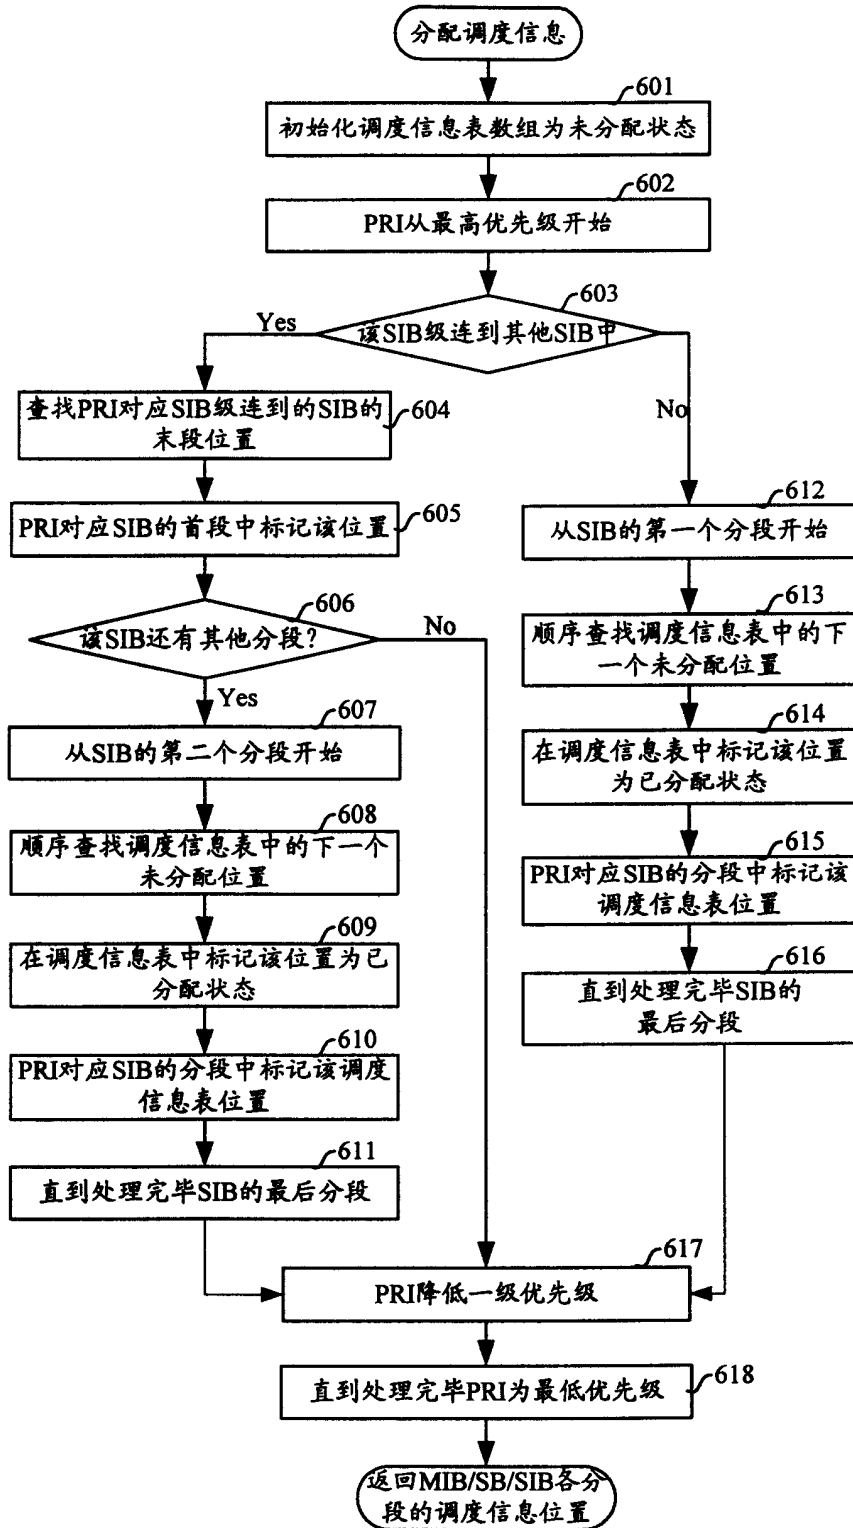 分配调度信息
601
初始化调度信息表数组为未分配状态
602
PRI从最高优先级开始
603
该SIB级连到其他SIB中
Yes
No
查找PRI对应SIB级连到的SIB的
末段位置
604
PRI对应SIB的首段中标记该位置
605
606
该SIB还有其他分段?
No
Yes
607
从SIB的第二个分段开始
608
顺序查找调度信息表中的下一个
未分配位置
609
在调度信息表中标记该位置为已
分配状态
610
PRI对应SIB的分段中标记该调度
信息表位置
611
直到处理完毕SIB的最后分段
612
从SIB的第一个分段开始
613
顺序查找调度信息表中的下
一个未分配位置
614
在调度信息表中标记该位置
为已分配状态
615
PRI对应SIB的分段中标记该
调度信息表位置
616
直到处理完毕SIB的
最后分段
617
PRI降低一级优先级
618
直到处理完毕PRI为最低优先级
返回MIB/SB/SIB各分
段的调度信息位置